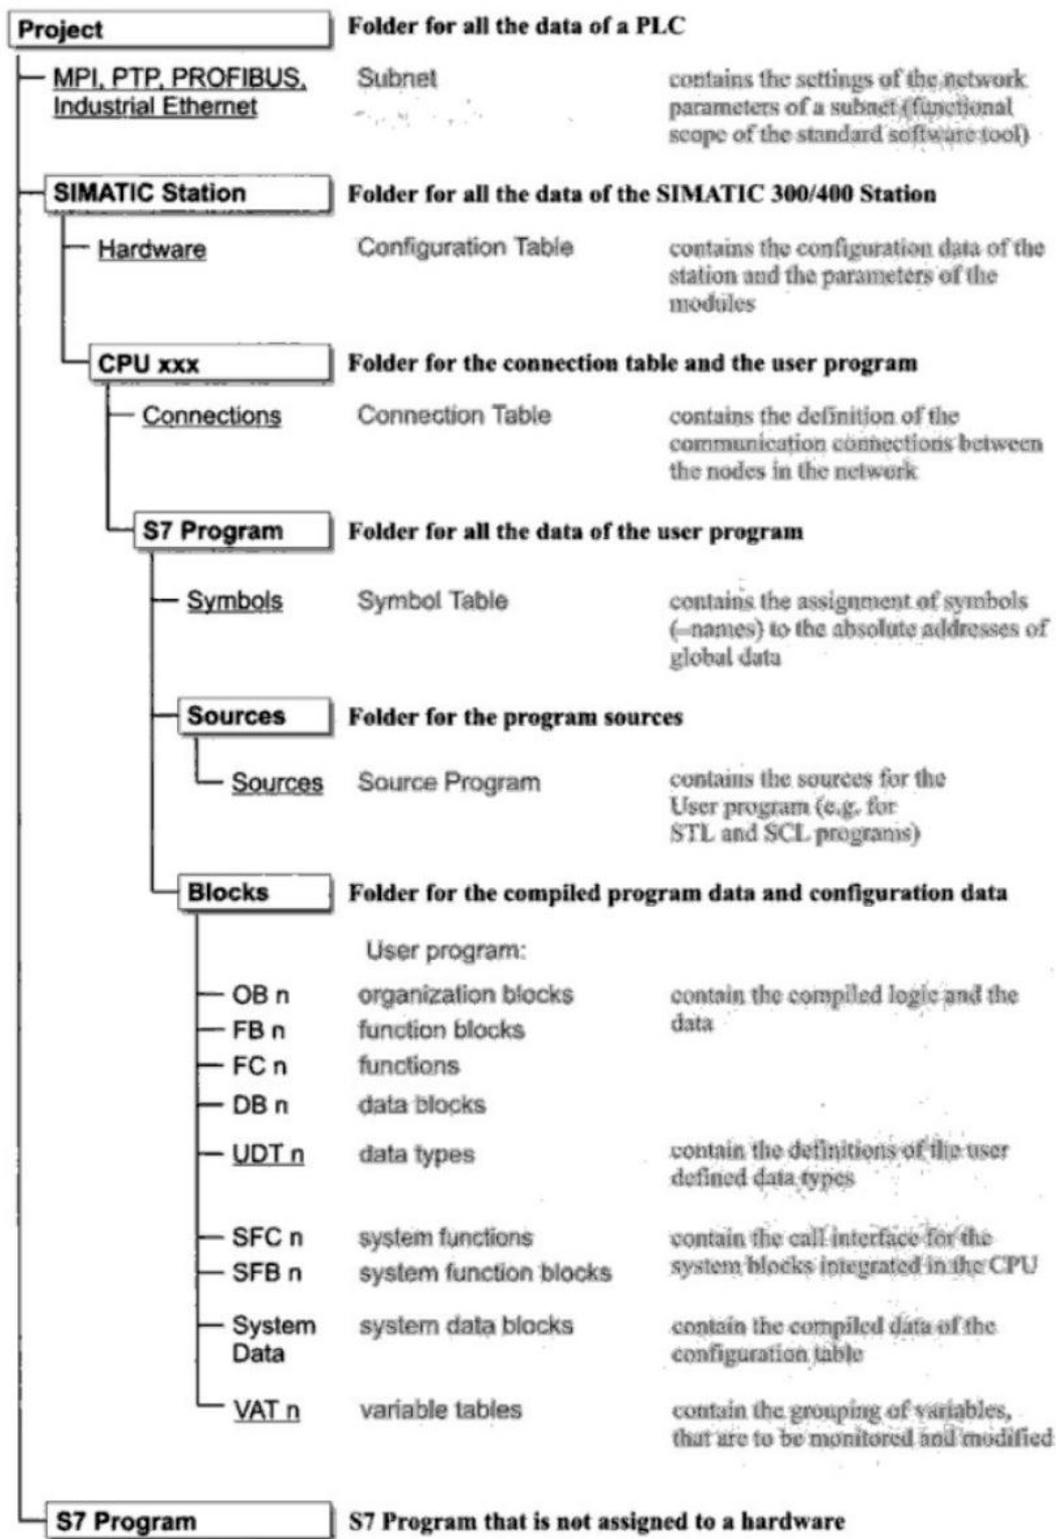 Project Folder for all the data of a PLC
MPI, PTP, PROFIBUS, Subnet contains the settings of the network
Industrial Ethernet parameters of a subnet (functional
scope of the standard software tool)
SIMATIC Station Folder for all the data of the SIMATIC 300/400 Station
Hardware Configuration Table contains the configuration data of the
station and the parameters of the
modules
CPU xxx Folder for the connection table and the user program
Connections Connection Table contains the definition of the
communication connections between
the nodes in the network
S7 Program Folder for all the data of the user program
Symbols Symbol Table contains the assignment of symbols
(–names) to the absolute addresses of
global data
Sources Folder for the program sources
Sources Source Program contains the sources for the
User program (e.g. for
STL and SCL programs)
Blocks Folder for the compiled program data and configuration data
User program:
OB n organization blocks contain the compiled logic and the
FB n function blocks data
FC n functions
DB n data blocks
UDT n data types contain the definitions of the user
defined data types
SFC n system functions contain the call interface for the
SFB n system function blocks system blocks integrated in the CPU
System system data blocks contain the compiled data of the
Data configuration table
VAT n variable tables contain the grouping of variables,
that are to be monitored and modified
S7 Program S7 Program that is not assigned to a hardware